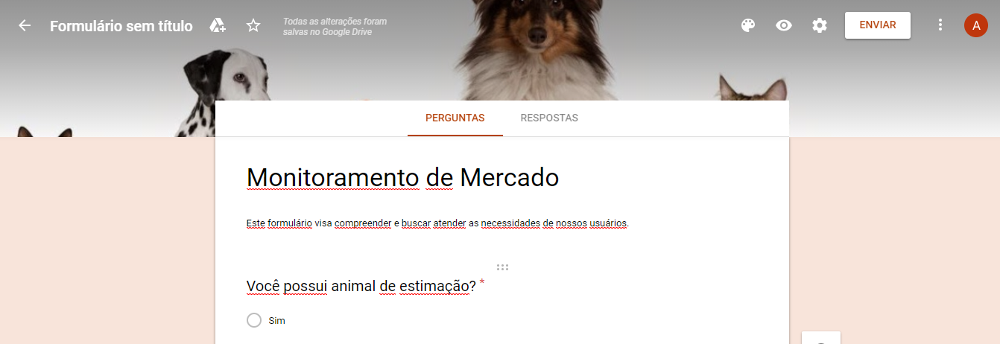 Formulário sem título
Todas as alterações foram
salvas no Google Drive
ENVIAR
A
PERGUNTAS RESPOSTAS
Monitoramento de Mercado
Este formulário visa compreender e buscar atender as necessidades de nossos usuários.
Você possui animal de estimação? *
Sim